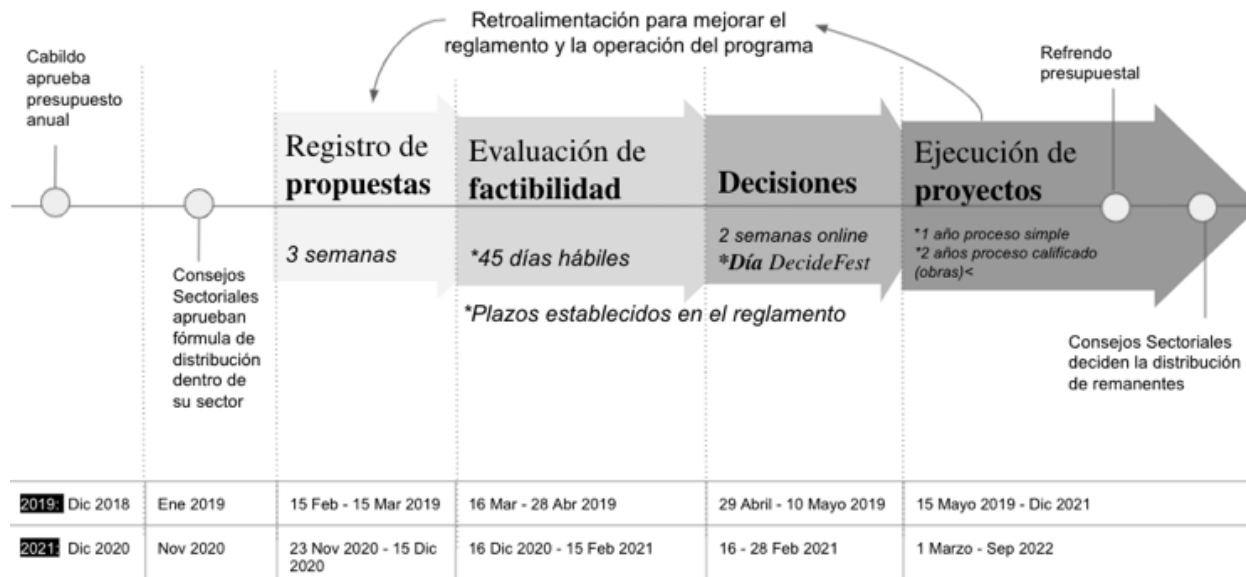 Retroalimentación para mejorar el
reglamento y la operación del programa
Cabildo
aprueba
presupuesto
anual
Refrendo
presupuestal
Registro de
propuestas
3 semanas
Evaluación de
factibilidad
*45 días hábiles
Decisiones
2 semanas online
*Día DecideFest
Ejecución de
proyectos
*1 año proceso simple
*2 años proceso calificado
(obras)<
*Plazos establecidos en el reglamento
Consejos
Sectoriales
aprueban
fórmula de
distribución
dentro de
su sector
Consejos Sectoriales
deciden la distribución
de remanentes
2019: Dic 2018
Ene 2019
15 Feb - 15 Mar 2019
16 Mar - 28 Abr 2019
29 Abril - 10 Mayo 2019
15 Mayo 2019 - Dic 2021
2021: Dic 2020
Nov 2020
23 Nov 2020 - 15 Dic
2020
16 Dic 2020 - 15 Feb 2021
16 - 28 Feb 2021
1 Marzo - Sep 2022